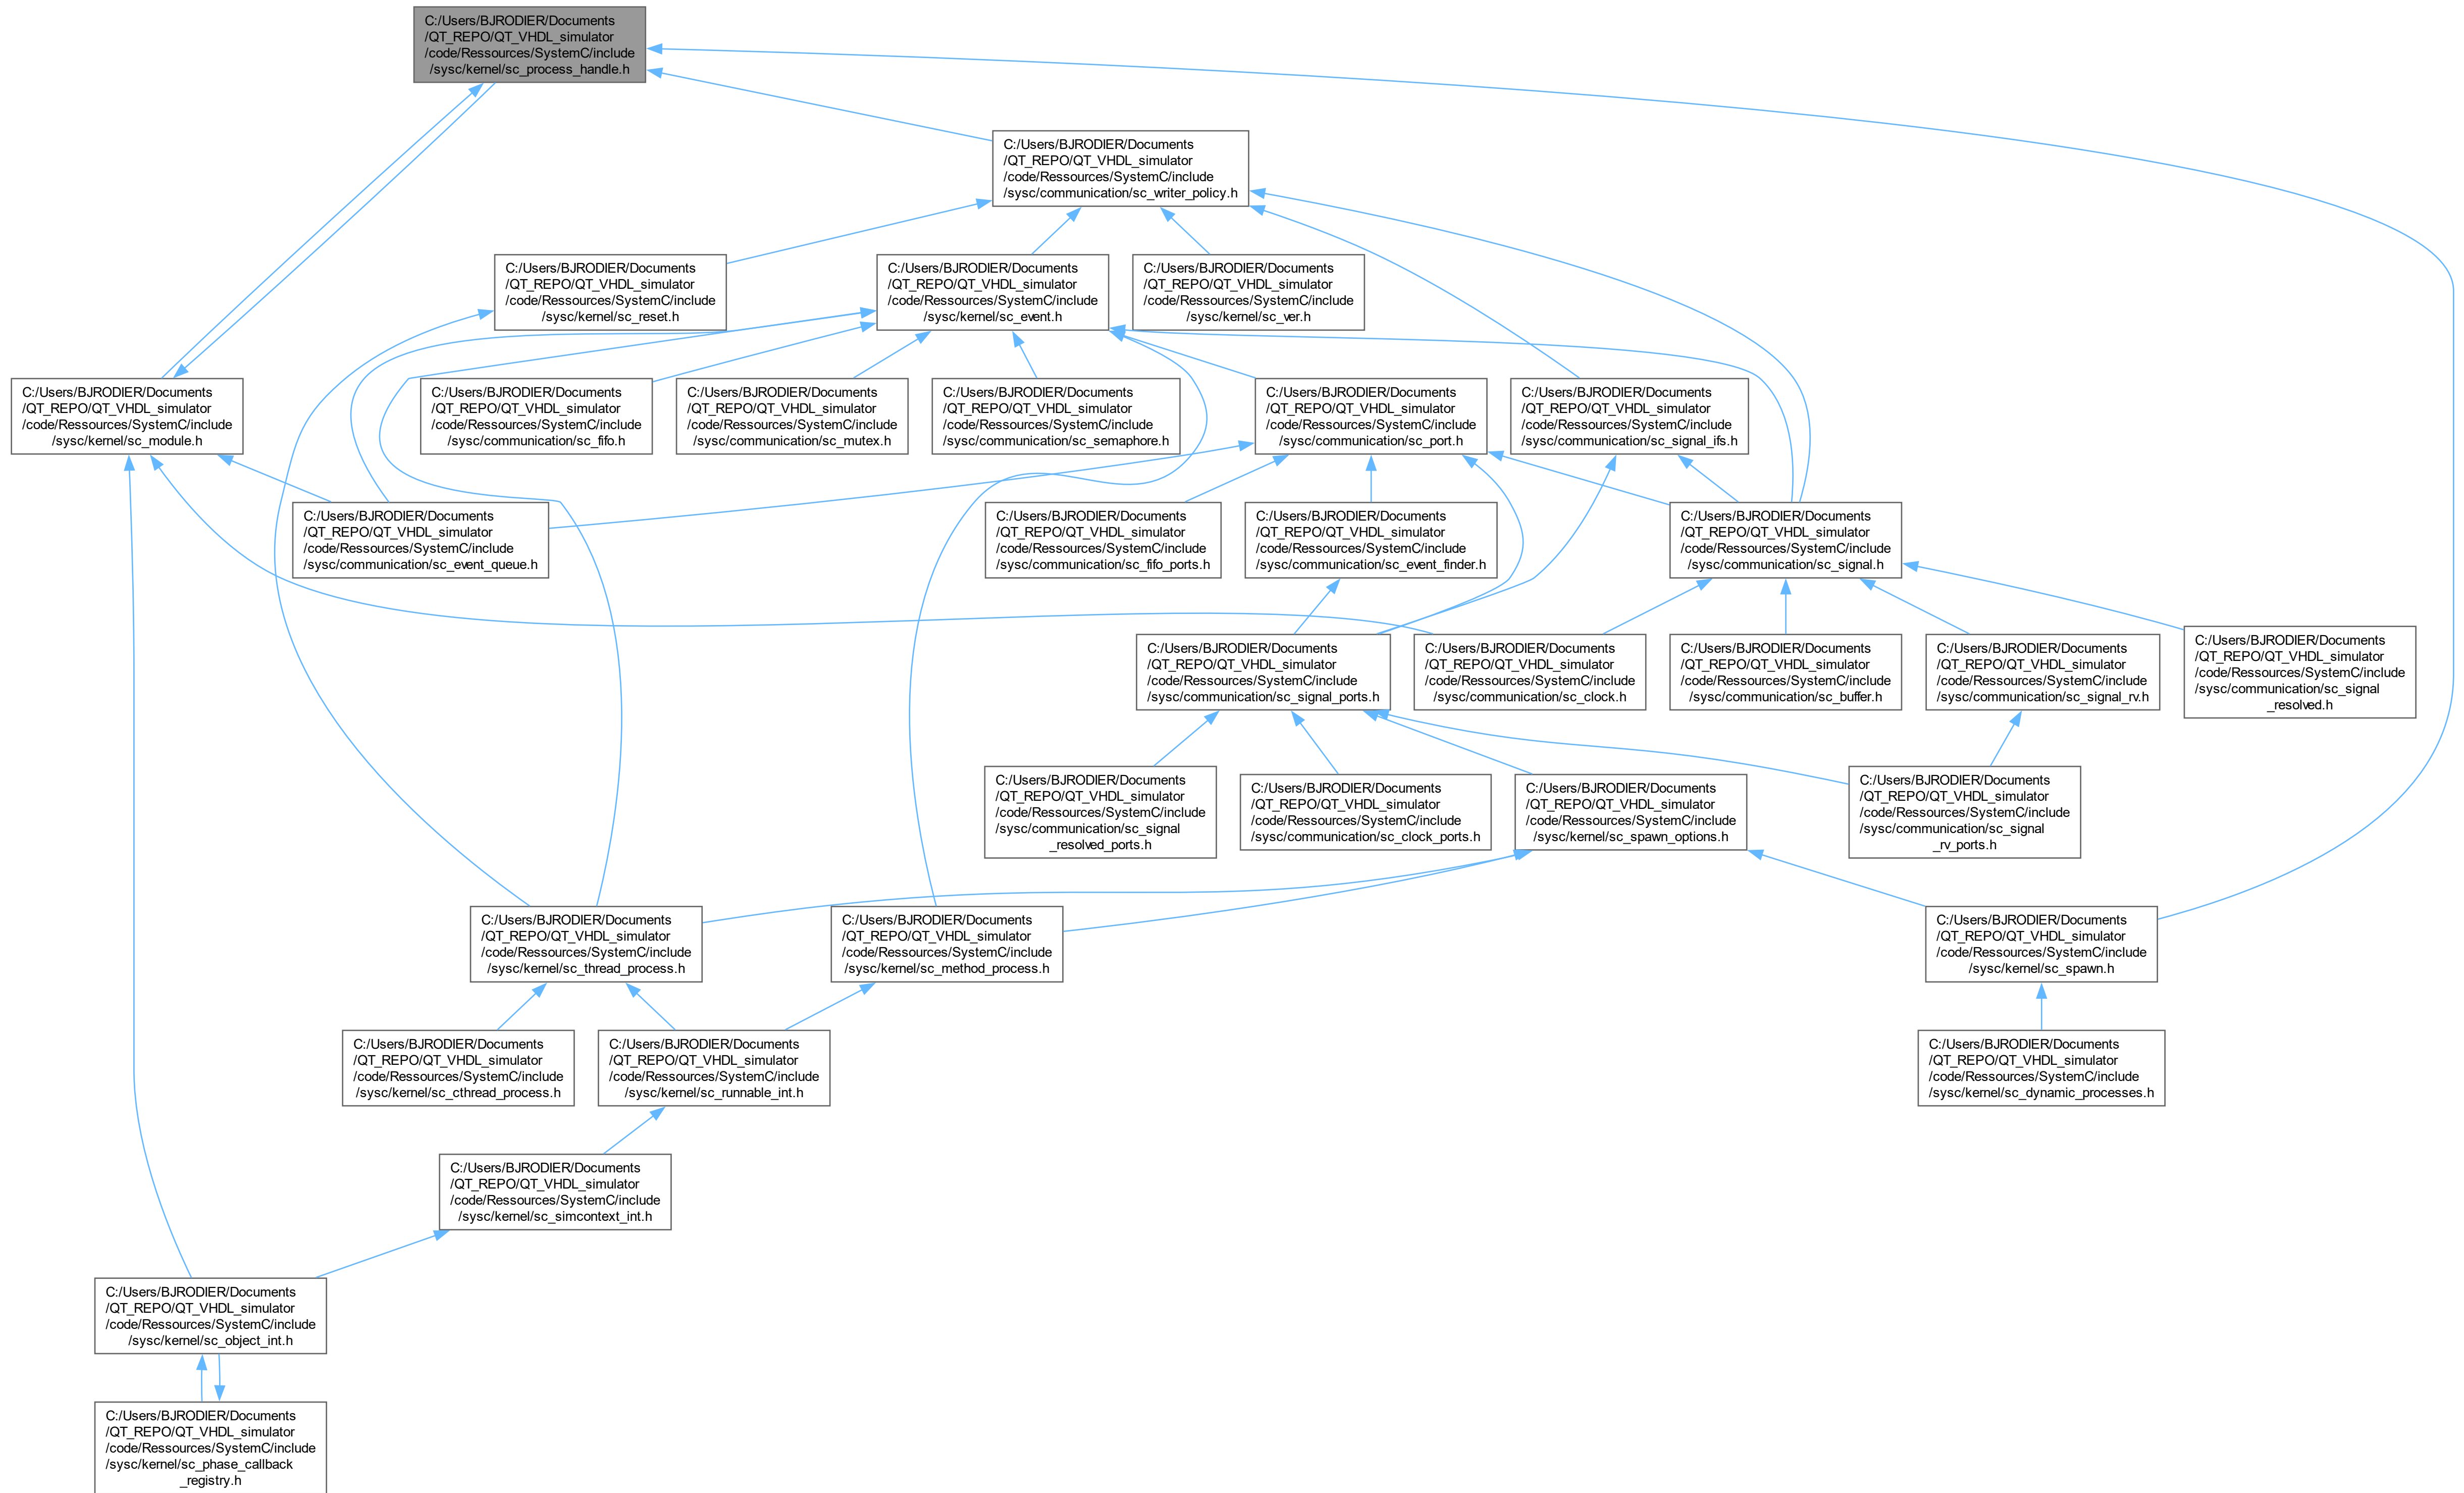 C:/Users/BJRODIER/Documents
/QT_REPO/QT_VHDL_simulator
/code/Ressources/SystemC/include
/sysc/kernel/sc_process_handle.h
C:/Users/BJRODIER/Documents
/QT_REPO/QT_VHDL_simulator
/code/Ressources/SystemC/include
/sysc/communication/sc_writer_policy.h
C:/Users/BJRODIER/Documents
/QT_REPO/QT_VHDL_simulator
/code/Ressources/SystemC/include
/sysc/kernel/sc_reset.h
C:/Users/BJRODIER/Documents
/QT_REPO/QT_VHDL_simulator
/code/Ressources/SystemC/include
/sysc/kernel/sc_event.h
C:/Users/BJRODIER/Documents
/QT_REPO/QT_VHDL_simulator
/code/Ressources/SystemC/include
/sysc/kernel/sc_ver.h
C:/Users/BJRODIER/Documents
/QT_REPO/QT_VHDL_simulator
/code/Ressources/SystemC/include
/sysc/kernel/sc_module.h
C:/Users/BJRODIER/Documents
/QT_REPO/QT_VHDL_simulator
/code/Ressources/SystemC/include
/sysc/communication/sc_fifo.h
C:/Users/BJRODIER/Documents
/QT_REPO/QT_VHDL_simulator
/code/Ressources/SystemC/include
/sysc/communication/sc_mutex.h
C:/Users/BJRODIER/Documents
/QT_REPO/QT_VHDL_simulator
/code/Ressources/SystemC/include
/sysc/communication/sc_semaphore.h
C:/Users/BJRODIER/Documents
/QT_REPO/QT_VHDL_simulator
/code/Ressources/SystemC/include
/sysc/communication/sc_port.h
C:/Users/BJRODIER/Documents
/QT_REPO/QT_VHDL_simulator
/code/Ressources/SystemC/include
/sysc/communication/sc_signal_ifs.h
C:/Users/BJRODIER/Documents
/QT_REPO/QT_VHDL_simulator
/code/Ressources/SystemC/include
/sysc/communication/sc_event_queue.h
C:/Users/BJRODIER/Documents
/QT_REPO/QT_VHDL_simulator
/code/Ressources/SystemC/include
/sysc/communication/sc_fifo_ports.h
C:/Users/BJRODIER/Documents
/QT_REPO/QT_VHDL_simulator
/code/Ressources/SystemC/include
/sysc/communication/sc_event_finder.h
C:/Users/BJRODIER/Documents
/QT_REPO/QT_VHDL_simulator
/code/Ressources/SystemC/include
/sysc/communication/sc_signal.h
C:/Users/BJRODIER/Documents
/QT_REPO/QT_VHDL_simulator
/code/Ressources/SystemC/include
/sysc/communication/sc_signal_ports.h
C:/Users/BJRODIER/Documents
/QT_REPO/QT_VHDL_simulator
/code/Ressources/SystemC/include
/sysc/communication/sc_clock.h
C:/Users/BJRODIER/Documents
/QT_REPO/QT_VHDL_simulator
/code/Ressources/SystemC/include
/sysc/communication/sc_buffer.h
C:/Users/BJRODIER/Documents
/QT_REPO/QT_VHDL_simulator
/code/Ressources/SystemC/include
/sysc/communication/sc_signal_rv.h
C:/Users/BJRODIER/Documents
/QT_REPO/QT_VHDL_simulator
/code/Ressources/SystemC/include
/sysc/communication/sc_signal
_resolved.h
C:/Users/BJRODIER/Documents
/QT_REPO/QT_VHDL_simulator
/code/Ressources/SystemC/include
/sysc/communication/sc_signal
_resolved_ports.h
C:/Users/BJRODIER/Documents
/QT_REPO/QT_VHDL_simulator
/code/Ressources/SystemC/include
/sysc/communication/sc_clock_ports.h
C:/Users/BJRODIER/Documents
/QT_REPO/QT_VHDL_simulator
/code/Ressources/SystemC/include
/sysc/kernel/sc_spawn_options.h
C:/Users/BJRODIER/Documents
/QT_REPO/QT_VHDL_simulator
/code/Ressources/SystemC/include
/sysc/communication/sc_signal
_rv_ports.h
C:/Users/BJRODIER/Documents
/QT_REPO/QT_VHDL_simulator
/code/Ressources/SystemC/include
/sysc/kernel/sc_thread_process.h
C:/Users/BJRODIER/Documents
/QT_REPO/QT_VHDL_simulator
/code/Ressources/SystemC/include
/sysc/kernel/sc_method_process.h
C:/Users/BJRODIER/Documents
/QT_REPO/QT_VHDL_simulator
/code/Ressources/SystemC/include
/sysc/kernel/sc_spawn.h
C:/Users/BJRODIER/Documents
/QT_REPO/QT_VHDL_simulator
/code/Ressources/SystemC/include
/sysc/kernel/sc_cthread_process.h
C:/Users/BJRODIER/Documents
/QT_REPO/QT_VHDL_simulator
/code/Ressources/SystemC/include
/sysc/kernel/sc_runnable_int.h
C:/Users/BJRODIER/Documents
/QT_REPO/QT_VHDL_simulator
/code/Ressources/SystemC/include
/sysc/kernel/sc_dynamic_processes.h
C:/Users/BJRODIER/Documents
/QT_REPO/QT_VHDL_simulator
/code/Ressources/SystemC/include
/sysc/kernel/sc_simcontext_int.h
C:/Users/BJRODIER/Documents
/QT_REPO/QT_VHDL_simulator
/code/Ressources/SystemC/include
/sysc/kernel/sc_object_int.h
C:/Users/BJRODIER/Documents
/QT_REPO/QT_VHDL_simulator
/code/Ressources/SystemC/include
/sysc/kernel/sc_phase_callback
_registry.h